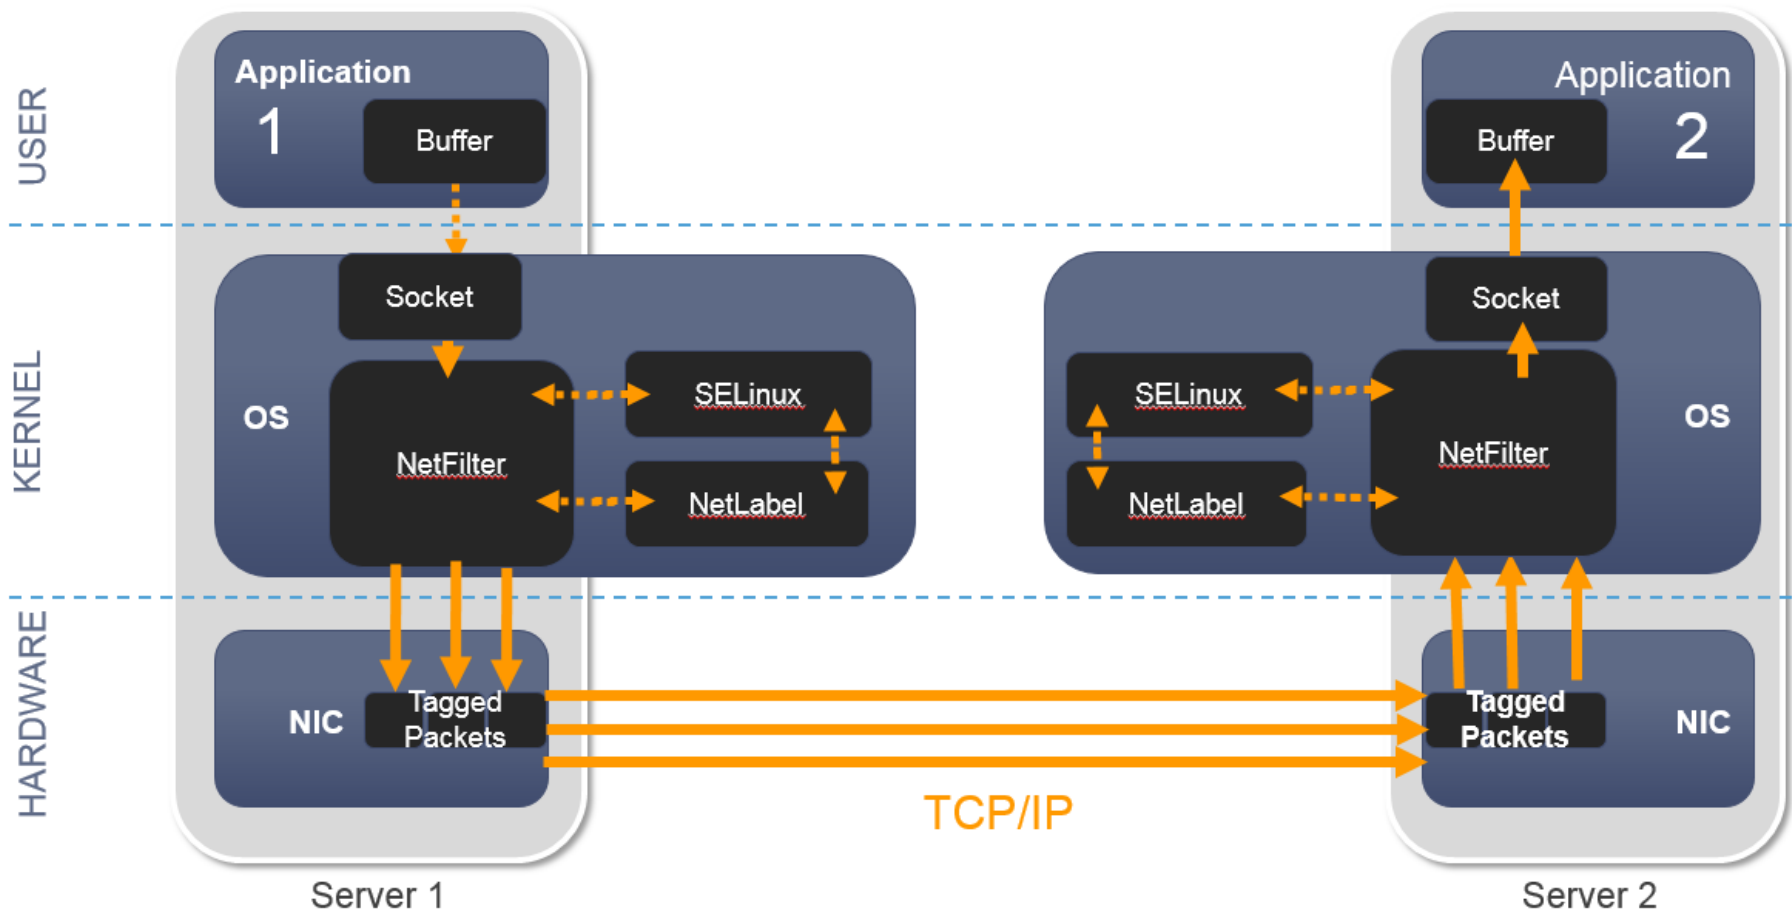 USER
Application
1
Buffer
Application
2
Buffer
KERNEL
OS
Socket
NetFilter
SELinux
NetLabel
SELinux
NetLabel
Socket
NetFilter
OS
HARDWARE
NIC
Tagged
Packets
TCP/IP
Tagged
Packets
NIC
Server 1
Server 2